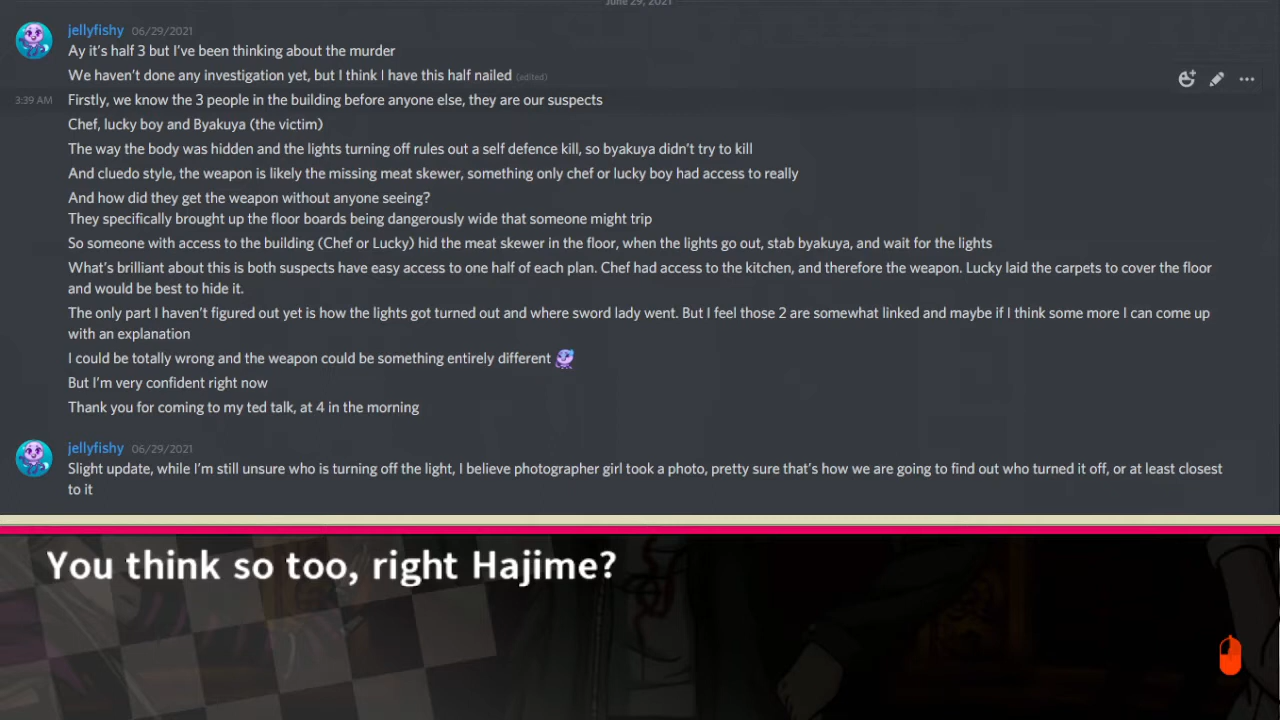 June 29, 2021
jellyfishy 06/29/2021
Ay it's half 3 but I've been thinking about the murder
We haven't done any investigation yet, but I think I have this half nailed (edited)
3:39 AM Firstly, we know the 3 people in the building before anyone else, they are our suspects
Chef, lucky boy and Byakuya (the victim)
The way the body was hidden and the lights turning off rules out a self defence kill, so byakuya didn't try to kill
And cluedo style, the weapon is likely the missing meat skewer, something only chef or lucky boy had access to really
And how did they get the weapon without anyone seeing?
They specifically brought up the floor boards being dangerously wide that someone might trip
So someone with access to the building (Chef or Lucky) hid the meat skewer in the floor, when the lights go out, stab byakuya, and wait for the lights
What's brilliant about this is both suspects have easy access to one half of each plan. Chef had access to the kitchen, and therefore the weapon. Lucky laid the carpets to cover the floor
and would be best to hide it.
The only part I haven't figured out yet is how the lights got turned out and where sword lady went. But I feel those 2 are somewhat linked and maybe if I think some more I can come up
with an explanation
I could be totally wrong and the weapon could be something entirely different
But I'm very confident right now
Thank you for coming to my ted talk, at 4 in the morning
jellyfishy 06/29/2021
Slight update, while I'm still unsure who is turning off the light, I believe photographer girl took a photo, pretty sure that's how we are going to find out who turned it off, or at least closest
to it
You think so too, right Hajime?